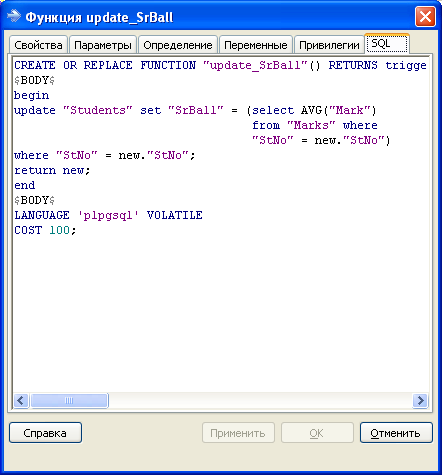 Функция update_SrBall
Свойства Параметры Определение Переменные Привилегии SQL
CREATE OR REPLACE FUNCTION "update_SrBall"() RETURNS trigge
$BODY$
begin
update "Students" set "SrBall" = (select AVG("Mark")
from "Marks" where
"StNo" = new."StNo")
where "StNo" = new."StNo";
return new;
end
$BODY$
LANGUAGE 'plpgsql' VOLATILE
COST 100;
Справка Применить OK Отменить